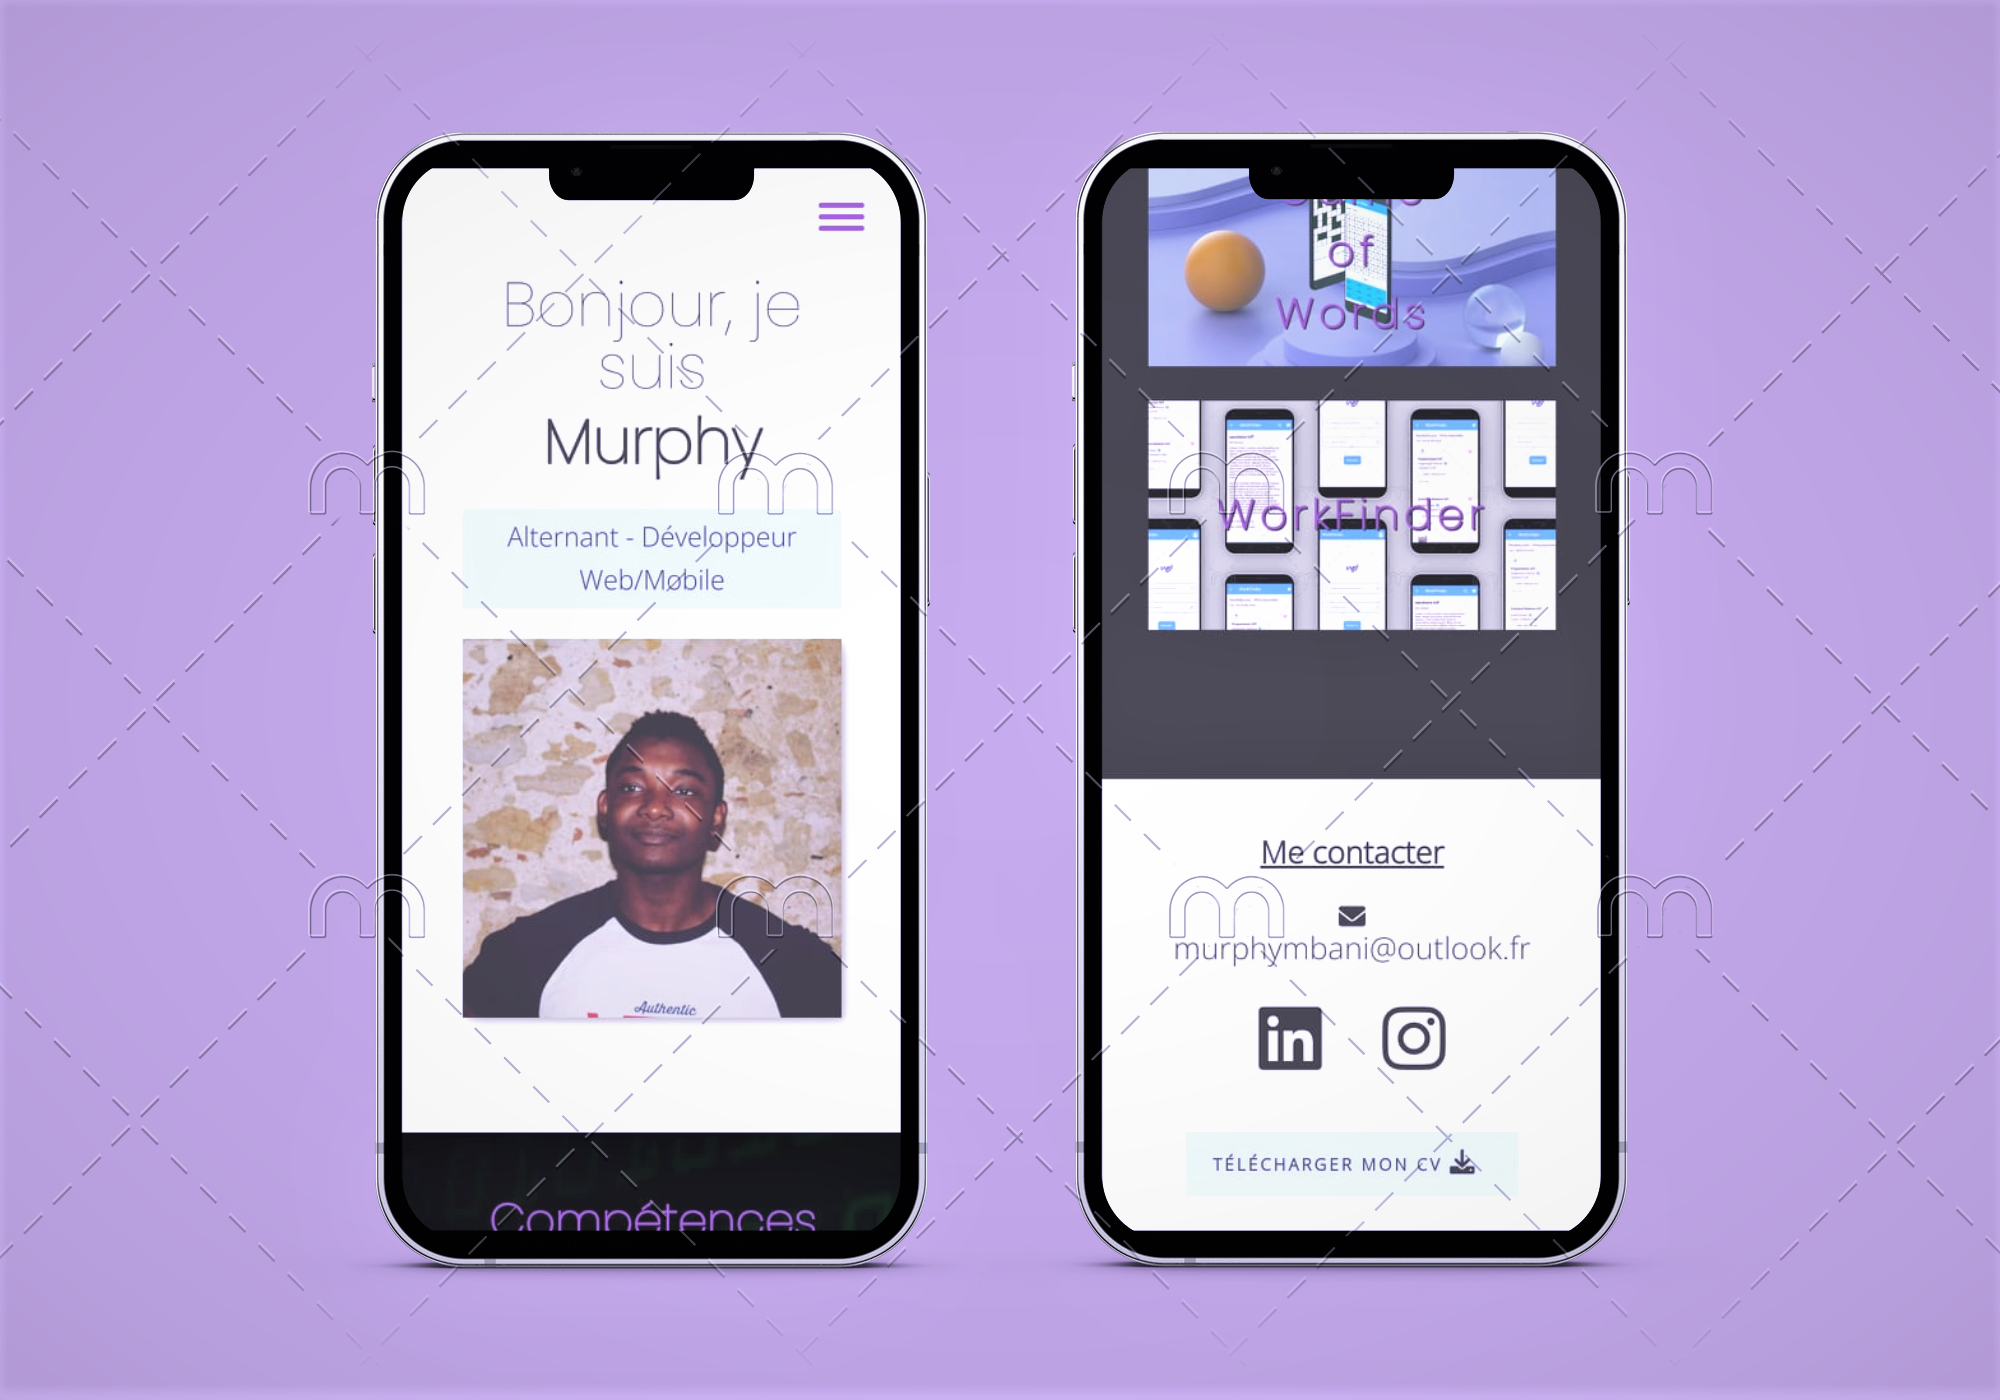 Bonjour, je
suis
Murphy
Alternant - Développeur
Web/Mobile
Authentic
Compétences
of
Words
WorkFinder
Me contacter
murphymbani@outlook.fr
in
TÉLÉCHARGER MON CV